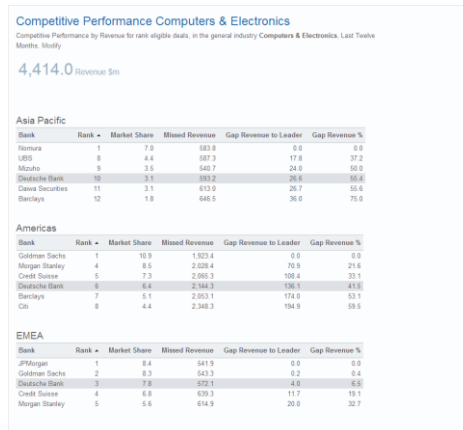 Competitive Performance Computers & Electronics
Competitive Performance by Revenue for rank eligible deals, in the general industry Computers & Electronics, Last Twelve
Months. Modify
4,414.0 Revenue $m
Asia Pacific
Bank Rank Market Share Missed Revenue Gap Revenue to Leader Gap Revenue %
Nomura 1 7.0 583.8 0.0 0.0
UBS 8 4.4 587.3 17.8 37.2
Mizuho 9 3.5 540.7 24.0 50.0
Deutsche Bank 10 3.1 593.2 26.6 55.4
Daiwa Securities 11 3.1 613.0 26.7 55.6
Barclays 12 1.8 646.5 36.0 75.0
Americas
Bank Rank Market Share Missed Revenue Gap Revenue to Leader Gap Revenue %
Goldman Sachs 1 10.9 1,923.4 0.0 0.0
Morgan Stanley 4 8.5 2,028.4 70.9 21.6
Credit Suisse 5 7.3 2,065.3 108.4 33.1
Deutsche Bank 6 6.4 2,144.3 136.1 41.5
Barclays 7 5.1 2,053.1 174.0 53.1
Citi 8 4.4 2,348.3 194.9 59.5
EMEA
Bank Rank Market Share Missed Revenue Gap Revenue to Leader Gap Revenue %
JPMorgan 1 8.4 541.9 0.0 0.0
Goldman Sachs 2 8.3 543.3 0.2 0.4
Deutsche Bank 3 7.8 572.1 4.0 6.5
Credit Suisse 4 6.8 639.3 11.7 19.1
Morgan Stanley 5 5.6 614.9 20.0 32.7